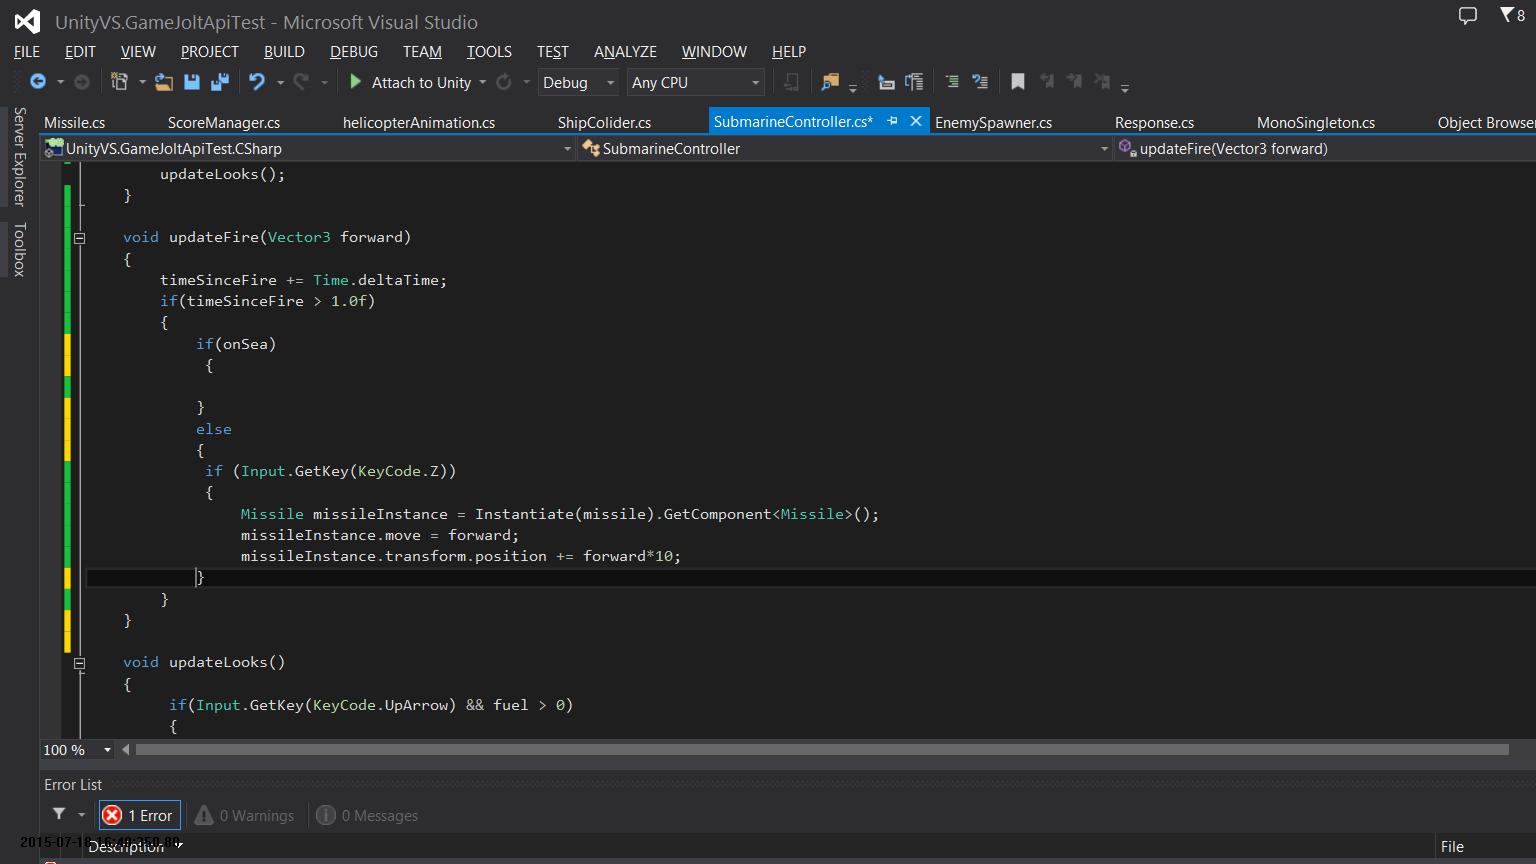 UnityVS.GameJoltApiTest - Microsoft Visual Studio
8
FILE EDIT VIEW PROJECT BUILD DEBUG TEAM TOOLS TEST ANALYZE WINDOW HELP
Attach to Unity Debug Any CPU
Server Explorer
Toolbox
Missile.cs ScoreManager.cs helicopterAnimation.cs ShipColider.cs SubmarineController.cs* EnemySpawner.cs Response.cs MonoSingleton.cs Object Browser
UnityVS.GameJoltApiTest.CSharp SubmarineController updateFire(Vector3 forward)
updateLooks();
}
void updateFire(Vector3 forward)
{
timeSinceFire += Time.deltaTime;
if(timeSinceFire > 1.0f)
{
if(onSea)
{
}
else
{
if (Input.GetKey(KeyCode.Z))
{
Missile missileInstance = Instantiate(missile).GetComponent<Missile>();
missileInstance.move = forward;
missileInstance.transform.position += forward*10;
}
}
}
void updateLooks()
{
if(Input.GetKey(KeyCode.UpArrow) && fuel > 0)
{
100 %
Error List
1 Error 0 Warnings 0 Messages
Description File